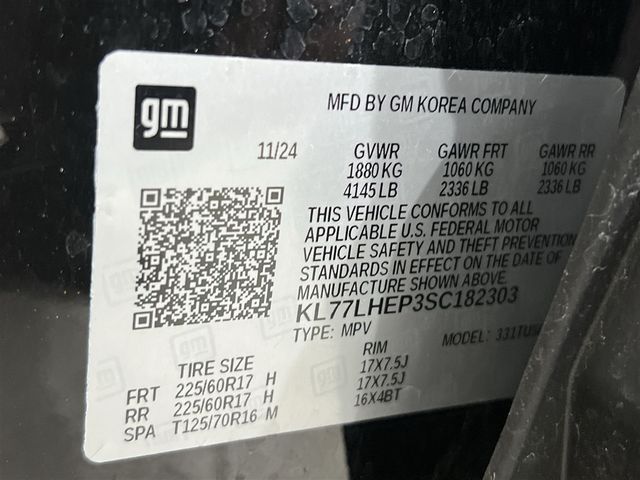 gm
MFD BY GM KOREA COMPANY
11/24
GVWR GAWR FRT GAWR RR
1880 KG 1060 KG 1060 KG
4145 LB 2336 LB 2336 LB
THIS VEHICLE CONFORMS TO ALL
APPLICABLE U.S. FEDERAL MOTOR
VEHICLE SAFETY AND THEFT PREVENTION
STANDARDS IN EFFECT ON THE DATE OF
MANUFACTURE SHOWN ABOVE.
KL77LHEP3SC182303
TYPE: MPV MODEL:
TIRE SIZE RIM
FRT 225/60R17 H 17X7.5J
RR 225/60R17 H 17X7.5J
SPA T125/70R16 M 16X4BT